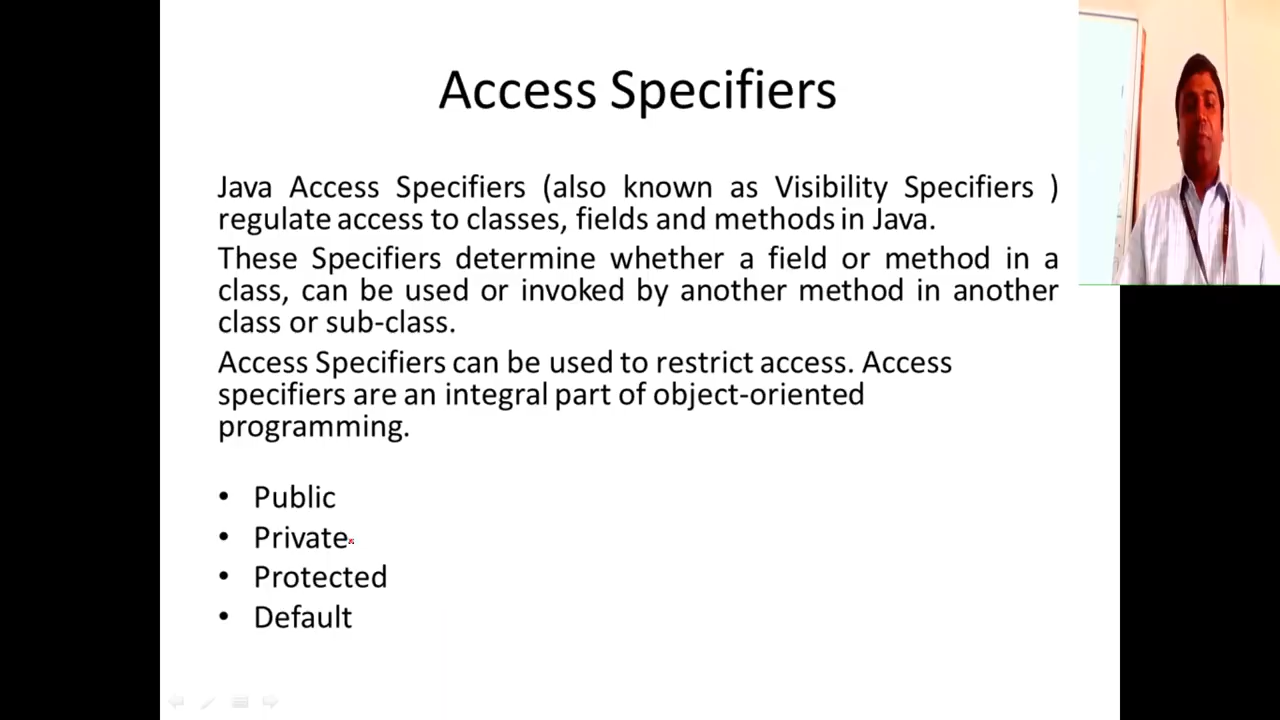 Access Specifiers
Java Access Specifiers (also known as Visibility Specifiers )
regulate access to classes, fields and methods in Java.
These Specifiers determine whether a field or method in a
class, can be used or invoked by another method in another
class or sub-class.
Access Specifiers can be used to restrict access. Access
specifiers are an integral part of object-oriented
programming.
• Public
• Private
• Protected
• Default